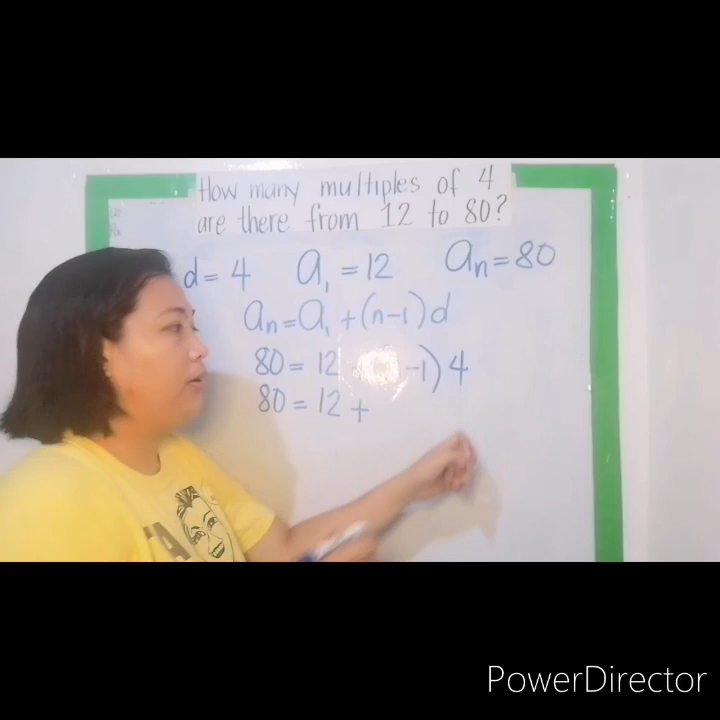 How many multiples of 4
are there from 12 to 80?
d = 4 a₁ = 12 aₙ = 80
aₙ = a₁ + (n-1) d
80 = 12 -1) 4
80 = 12 +
TA
PowerDirector